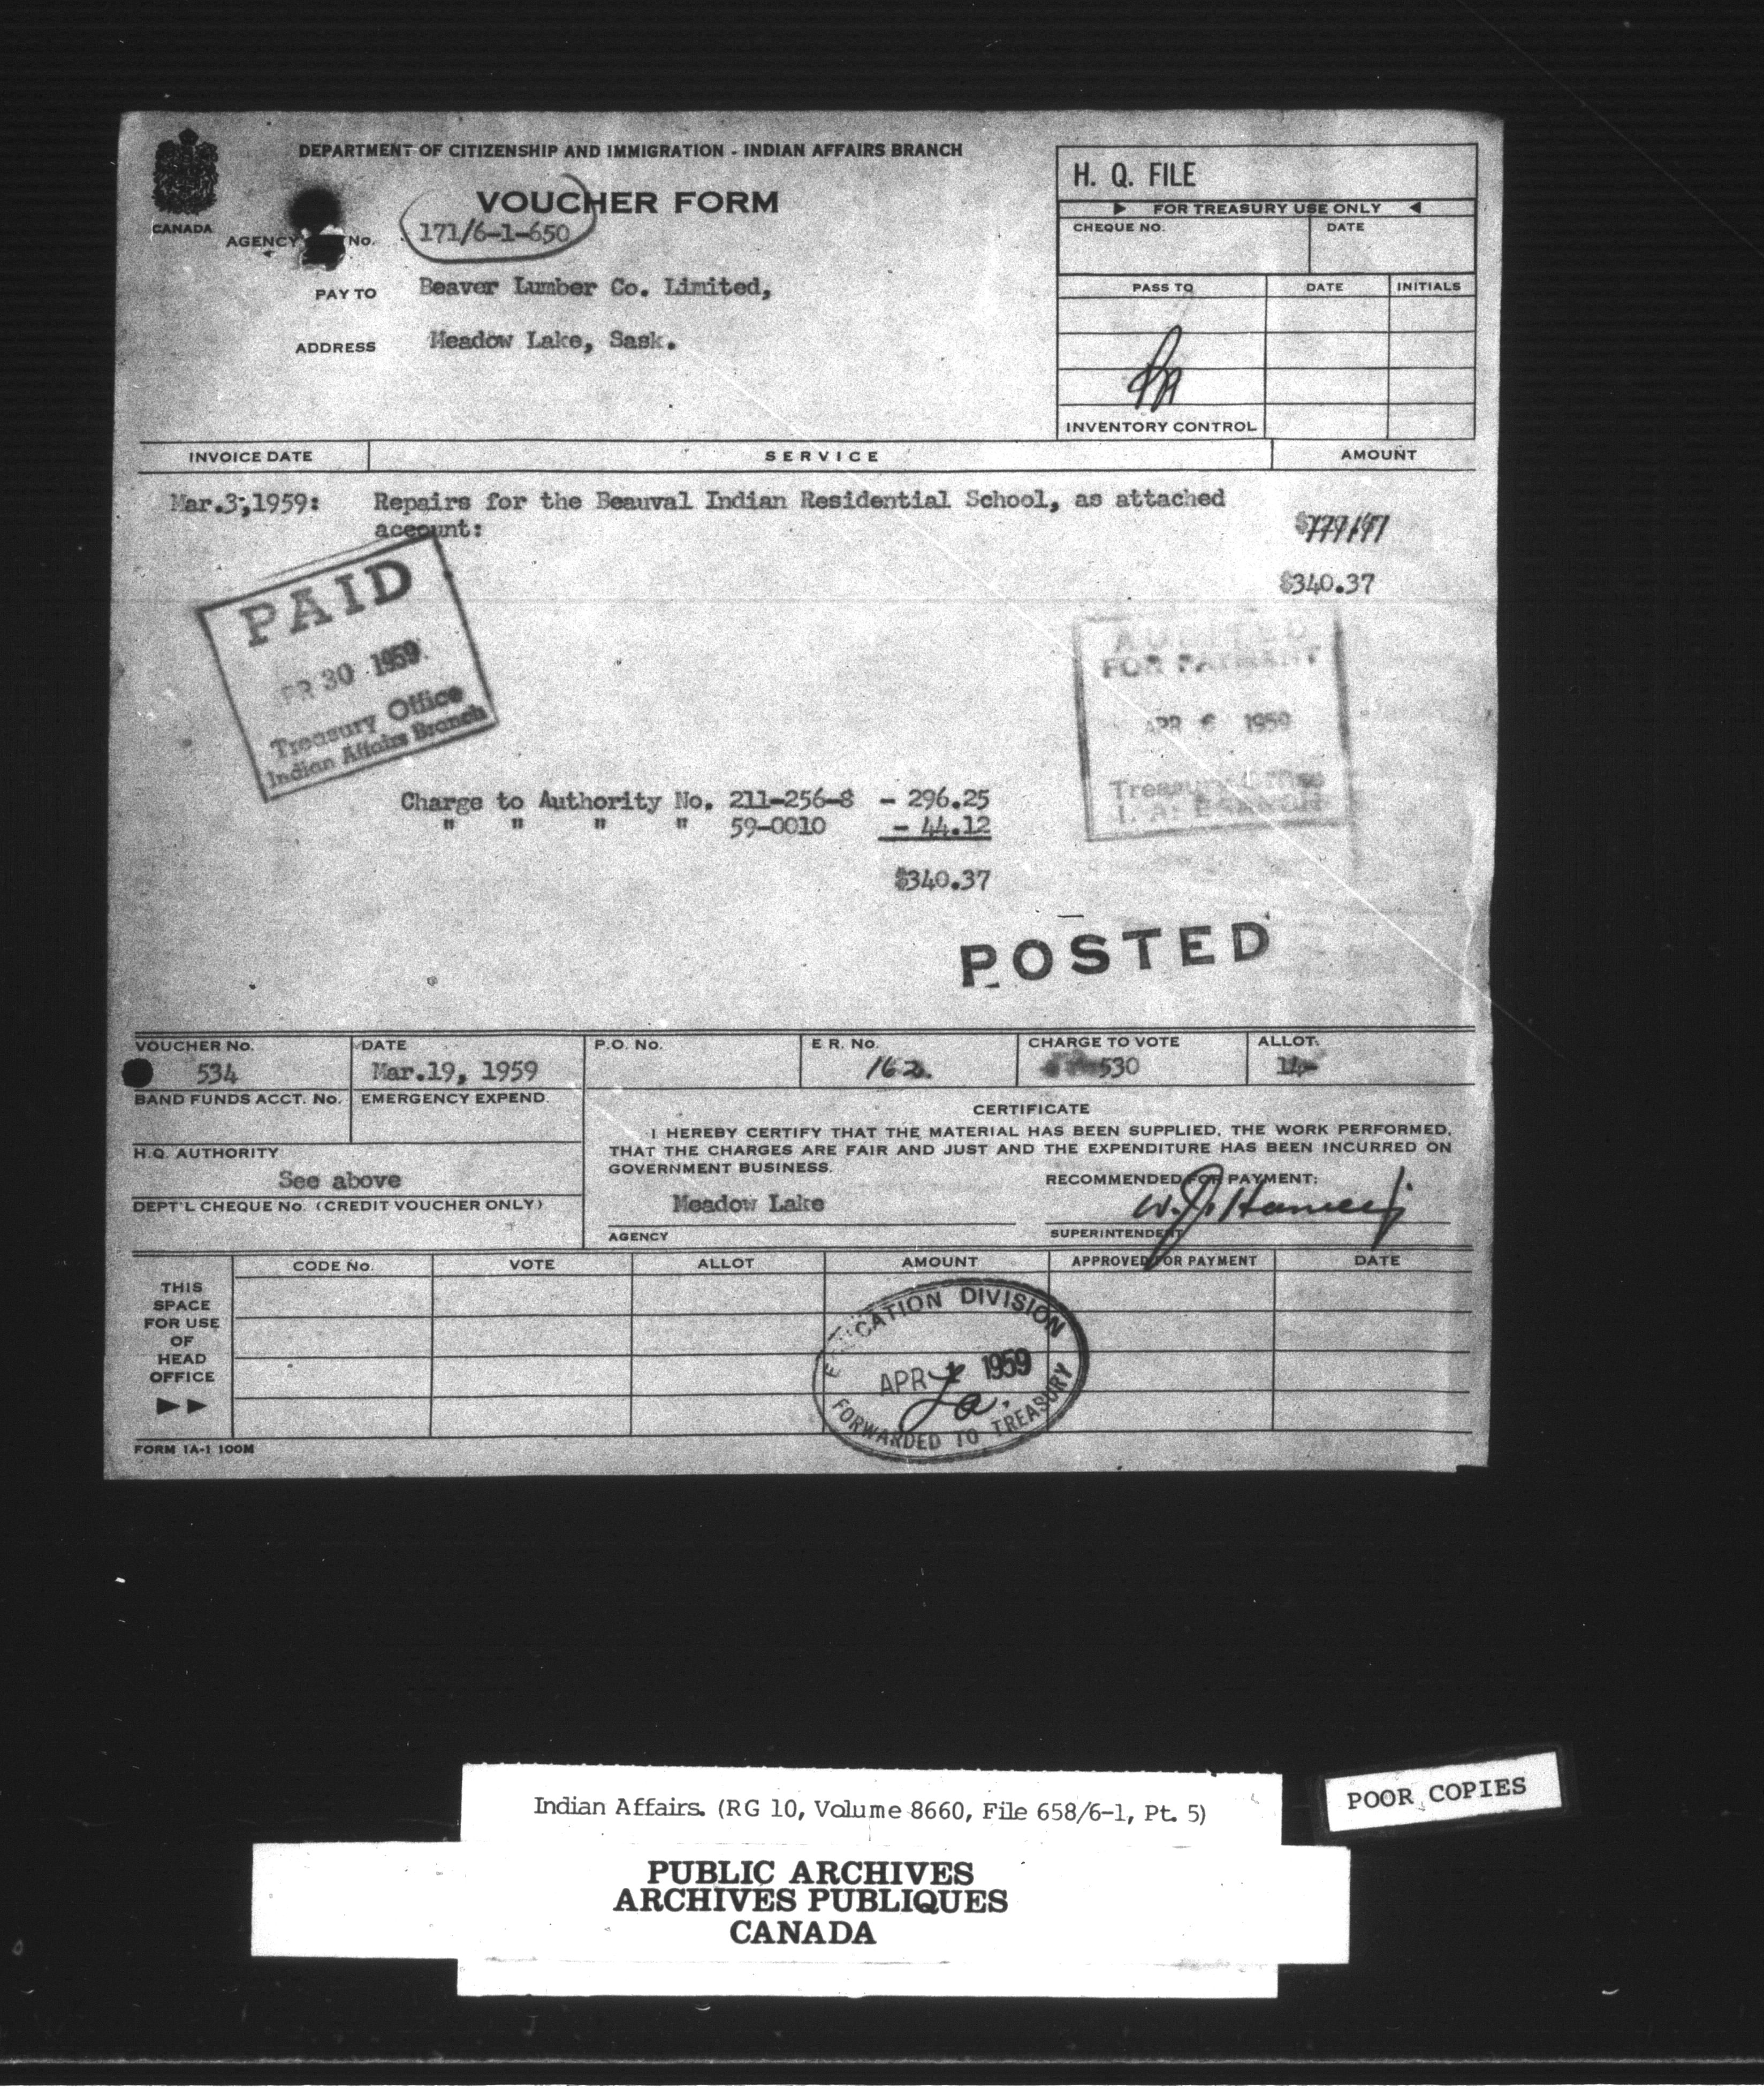 DEPARTMENT OF CITIZENSHIP AND IMMIGRATION - INDIAN AFFAIRS BRANCH
VOUCHER FORM
CANADA
AGENCY No. 171/6-1-650
PAY TO Beaver Lumber Co. Limited,
ADDRESS Meadow Lake, Sask.
H. Q. FILE
FOR TREASURY USE ONLY
CHEQUE NO. DATE
PASS TO DATE INITIALS
INVENTORY CONTROL
INVOICE DATE SERVICE AMOUNT
Mar.3,1959: Repairs for the Beauval Indian Residential School, as attached
account:
$340.37
PAID
30 1959
Treasury Office
Indian Affairs Branch
AUDITED
FOR PAYMENT
APR 6 1959
Treasury Office
I. A. BRANCH
Charge to Authority No. 211-256-8 - 296.25
" " " " 59-0010 - 44.12
$340.37
POSTED
VOUCHER No. DATE P.O. No. E R. No. CHARGE TO VOTE ALLOT.
534 Mar.19, 1959 162. 530 14
BAND FUNDS ACCT. No. EMERGENCY EXPEND.
H.Q. AUTHORITY
See above
DEPT'L CHEQUE No. (CREDIT VOUCHER ONLY)
CERTIFICATE
I HEREBY CERTIFY THAT THE MATERIAL HAS BEEN SUPPLIED, THE WORK PERFORMED,
THAT THE CHARGES ARE FAIR AND JUST AND THE EXPENDITURE HAS BEEN INCURRED ON
GOVERNMENT BUSINESS.
RECOMMENDED FOR PAYMENT:
Meadow Lake
AGENCY
SUPERINTENDENT
CODE No. VOTE ALLOT AMOUNT APPROVED FOR PAYMENT DATE
THIS
SPACE
FOR USE
OF
HEAD
OFFICE
EDUCATION DIVISION
APR 1959
FORWARDED TO TREASURY
FORM 1A-1 100M
Indian Affairs. (RG 10, Volume 8660, File 658/6-1, Pt. 5)
POOR COPIES
PUBLIC ARCHIVES
ARCHIVES PUBLIQUES
CANADA